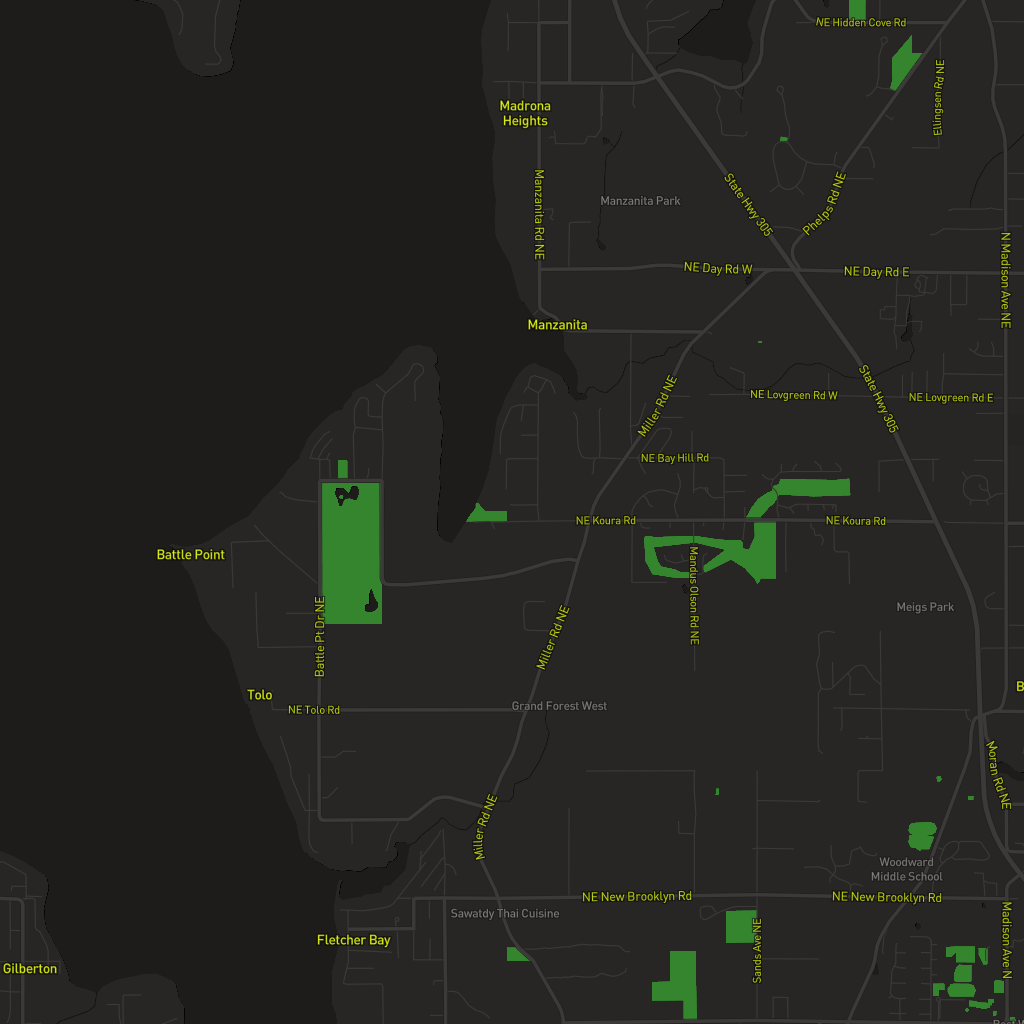 NE Hidden Cove Rd
Ellingsen Rd NE
Madrona
Heights
Manzanita Rd NE
State Hwy 305
Phelps Rd NE
Manzanita Park
N Madison Ave NE
NE Day Rd W
NE Day Rd E
Manzanita
Miller Rd NE
State Hwy 305
NE Lovgreen Rd W
NE Lovgreen Rd E
NE Bay Hill Rd
NE Koura Rd
NE Koura Rd
Battle Point
Mandus Olson Rd NE
Battle Pt Dr NE
Miller Rd NE
Meigs Park
Tolo
NE Tolo Rd
Grand Forest West
B
Moran Rd NE
Miller Rd NE
Woodward
Middle School
NE New Brooklyn Rd
NE New Brooklyn Rd
Sawatdy Thai Cuisine
Sands Ave NE
Madison Ave N
Fletcher Bay
Gilberton